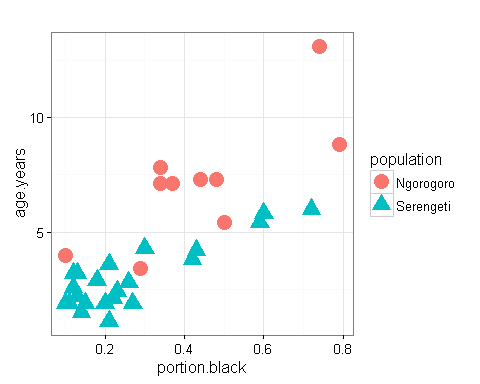 10
5
age.years
0.2 0.4 0.6 0.8
portion.black
population
Ngorogoro
Serengeti